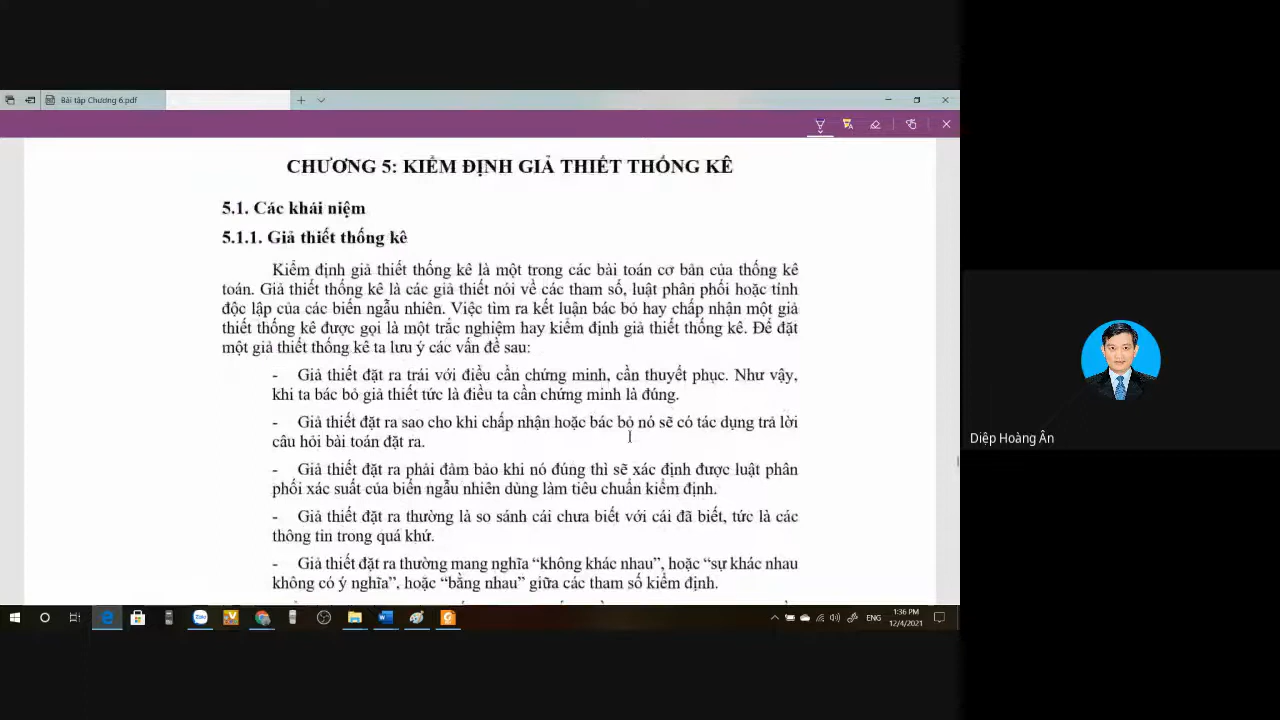 Bài tập Chương 6.pdf
CHƯƠNG 5: KIỂM ĐỊNH GIẢ THIẾT THỐNG KÊ
5.1. Các khái niệm
5.1.1. Giả thiết thống kê
Kiểm định giả thiết thống kê là một trong các bài toán cơ bản của thống kê
toán. Giả thiết thống kê là các giả thiết nói về các tham số, luật phân phối hoặc tính
độc lập của các biến ngẫu nhiên. Việc tìm ra kết luận bác bỏ hay chấp nhận một giả
thiết thống kê được gọi là một trắc nghiệm hay kiểm định giả thiết thống kê. Để đặt
một giả thiết thống kê ta lưu ý các vấn đề sau:
- Giả thiết đặt ra trái với điều cần chứng minh, cần thuyết phục. Như vậy,
khi ta bác bỏ giả thiết tức là điều ta cần chứng minh là đúng.
- Giả thiết đặt ra sao cho khi chấp nhận hoặc bác bỏ nó sẽ có tác dụng trả lời
câu hỏi bài toán đặt ra.
Diệp Hoàng Ân
- Giả thiết đặt ra phải đảm bảo khi nó đúng thì sẽ xác định được luật phân
phối xác suất của biến ngẫu nhiên dùng làm tiêu chuẩn kiểm định.
- Giả thiết đặt ra thường là so sánh cái chưa biết với cái đã biết, tức là các
thông tin trong quá khứ.
- Giả thiết đặt ra thường mang nghĩa “không khác nhau”, hoặc “sự khác nhau
không có ý nghĩa”, hoặc “bằng nhau” giữa các tham số kiểm định.
Zalo
ENG
1:36 PM
12/4/2021